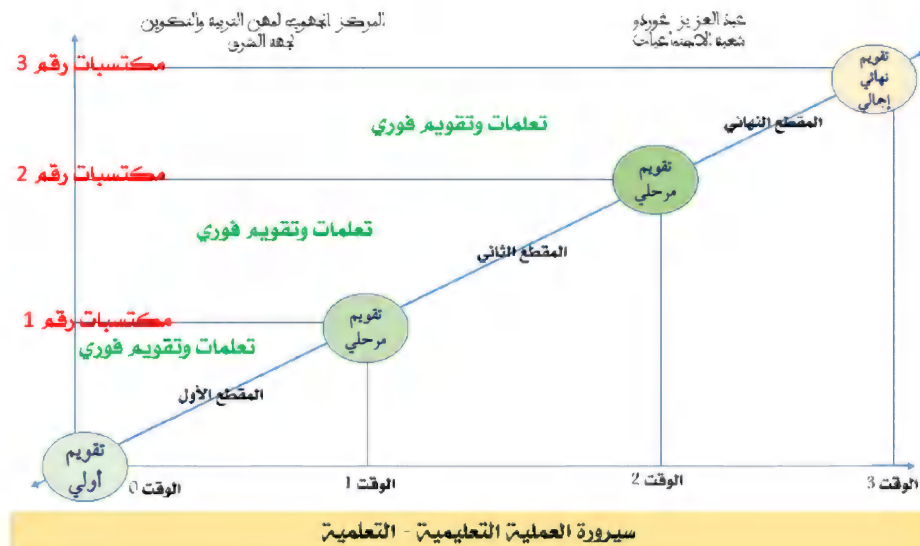 المركز الجهوي لمهن التربية والتكوين
جهة الشرق
عبد العزيز غوردو
شعبة الاجتماعيات
مكتسبات رقم 3
تقويم
نهائي
إجمالي
المقطع النهائي
تعلمات وتقويم فوري
مكتسبات رقم 2
تقويم
مرحلي
تعلمات وتقويم فوري
المقطع الثاني
مكتسبات رقم 1
تقويم
مرحلي
تعلمات وتقويم فوري
المقطع الأول
تقويم
أولي
الوقت 0
الوقت 1
الوقت 2
الوقت 3
سيرورة العملية التعليمية - التعلمية